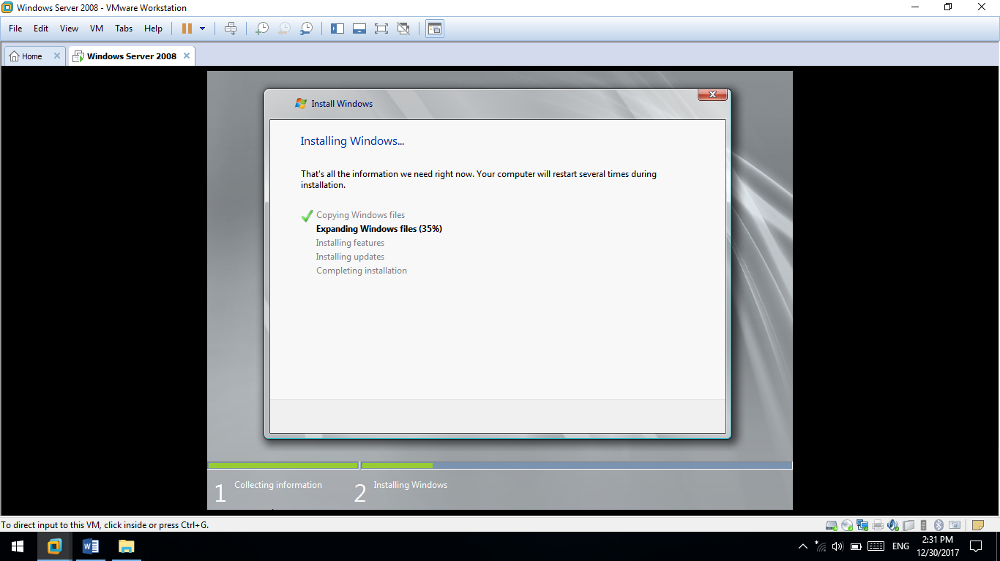 Windows Server 2008 - VMware Workstation
File Edit View VM Tabs Help
Home Windows Server 2008
Install Windows
Installing Windows...
That's all the information we need right now. Your computer will restart several times during
installation.
Copying Windows files
Expanding Windows files (35%)
Installing features
Installing updates
Completing installation
1 Collecting information 2 Installing Windows
To direct input to this VM, click inside or press Ctrl+G.
ENG 2:31 PM
12/30/2017